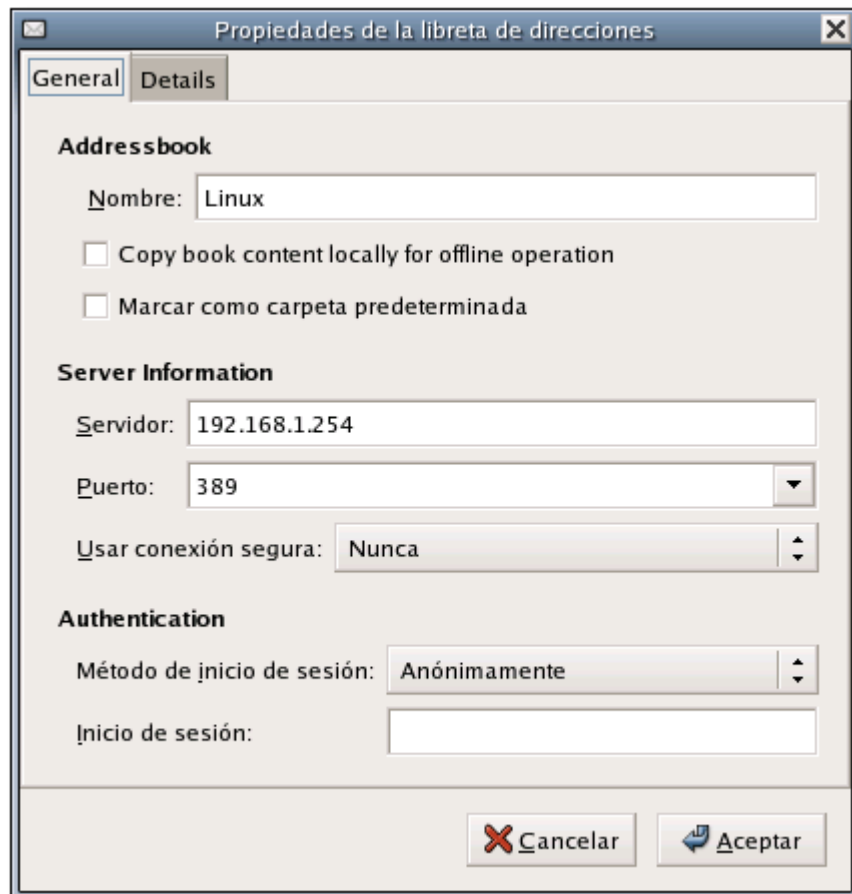 Propiedades de la libreta de direcciones
General Details
Addressbook
Nombre: Linux
Copy book content locally for offline operation
Marcar como carpeta predeterminada
Server Information
Servidor: 192.168.1.254
Puerto: 389
Usar conexión segura: Nunca
Authentication
Método de inicio de sesión: Anónimamente
Inicio de sesión:
Cancelar Aceptar